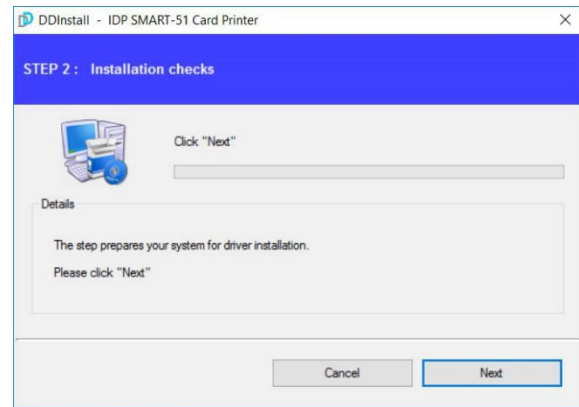 DDInstall - IDP SMART-51 Card Printer
STEP 2 : Installation checks
Click "Next"
Details
The step prepares your system for driver installation.
Please click "Next"
Cancel
Next